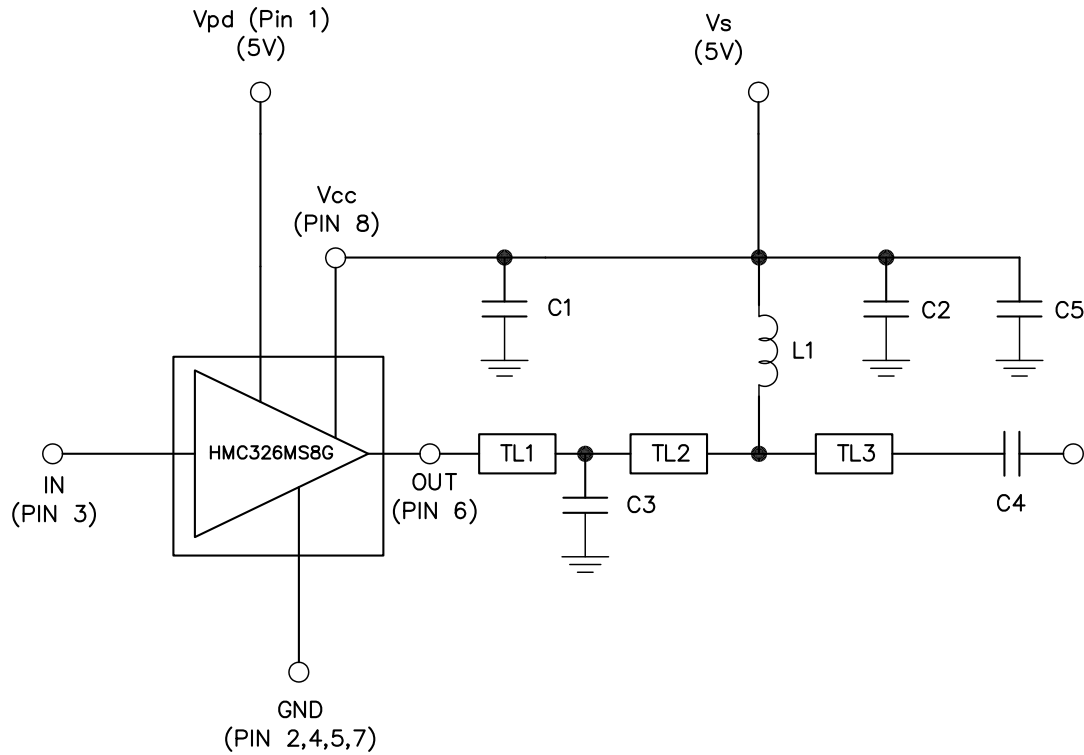 Vpd (Pin 1)
(5V)
Vs
(5V)
Vcc
(PIN 8)
C1
C2
C5
L1
HMC326MS8G
TL1
TL2
TL3
IN
(PIN 3)
OUT
(PIN 6)
C3
C4
GND
(PIN 2,4,5,7)